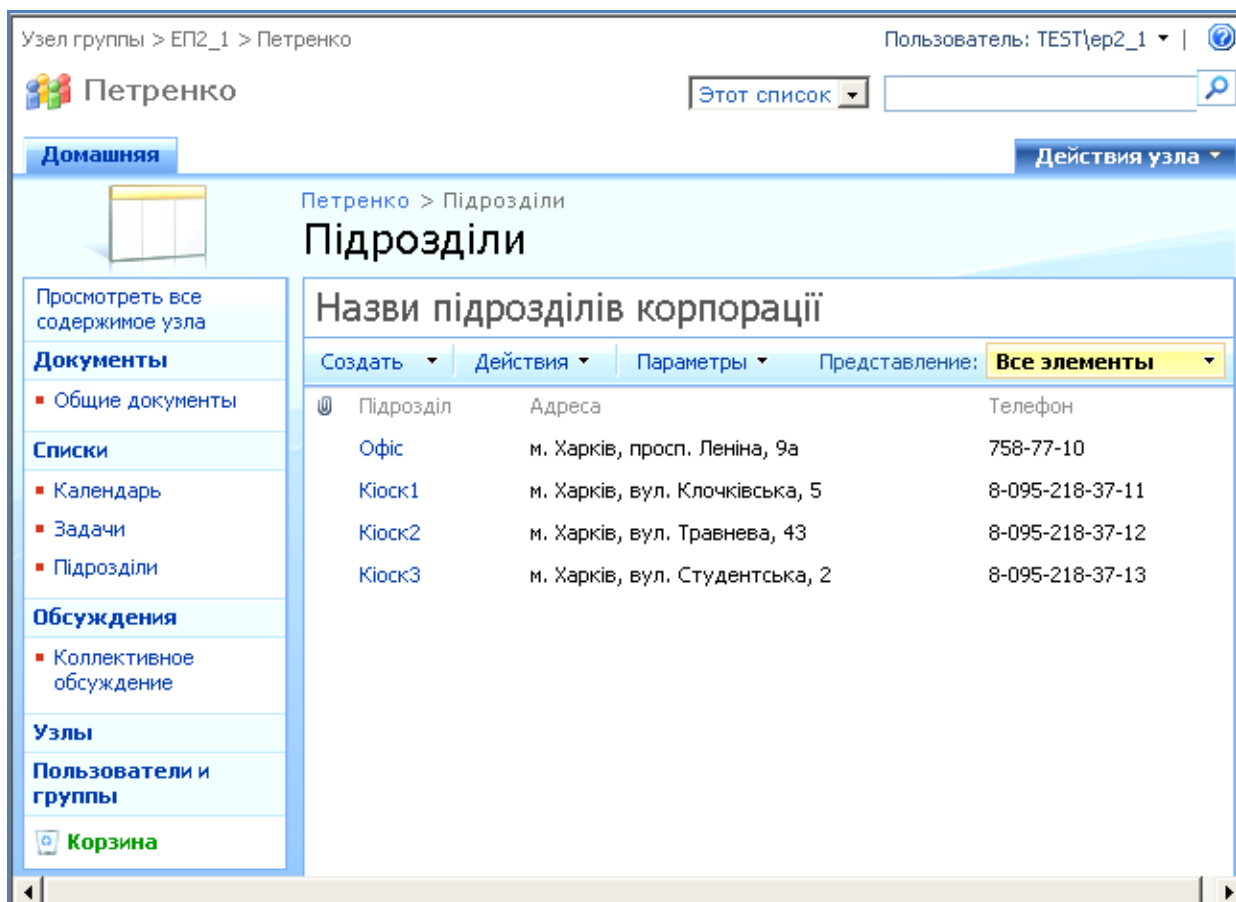 Узел группы > ЕП2_1 > Петренко
Пользователь: TEST\ep2_1
Петренко
Этот список
Домашняя
Действия узла
Петренко > Підрозділи
Підрозділи
Просмотреть все
содержимое узла
Документы
Общие документы
Списки
Календарь
Задачи
Підрозділи
Обсуждения
Коллективное
обсуждение
Узлы
Пользователи и
группы
Корзина
Назви підрозділів корпорації
Создать Действия Параметры Представление: Все элементы
Підрозділ Адреса Телефон
Офіс м. Харків, просп. Леніна, 9а 758-77-10
Кіоск1 м. Харків, вул. Клочківська, 5 8-095-218-37-11
Кіоск2 м. Харків, вул. Травнева, 43 8-095-218-37-12
Кіоск3 м. Харків, вул. Студентська, 2 8-095-218-37-13